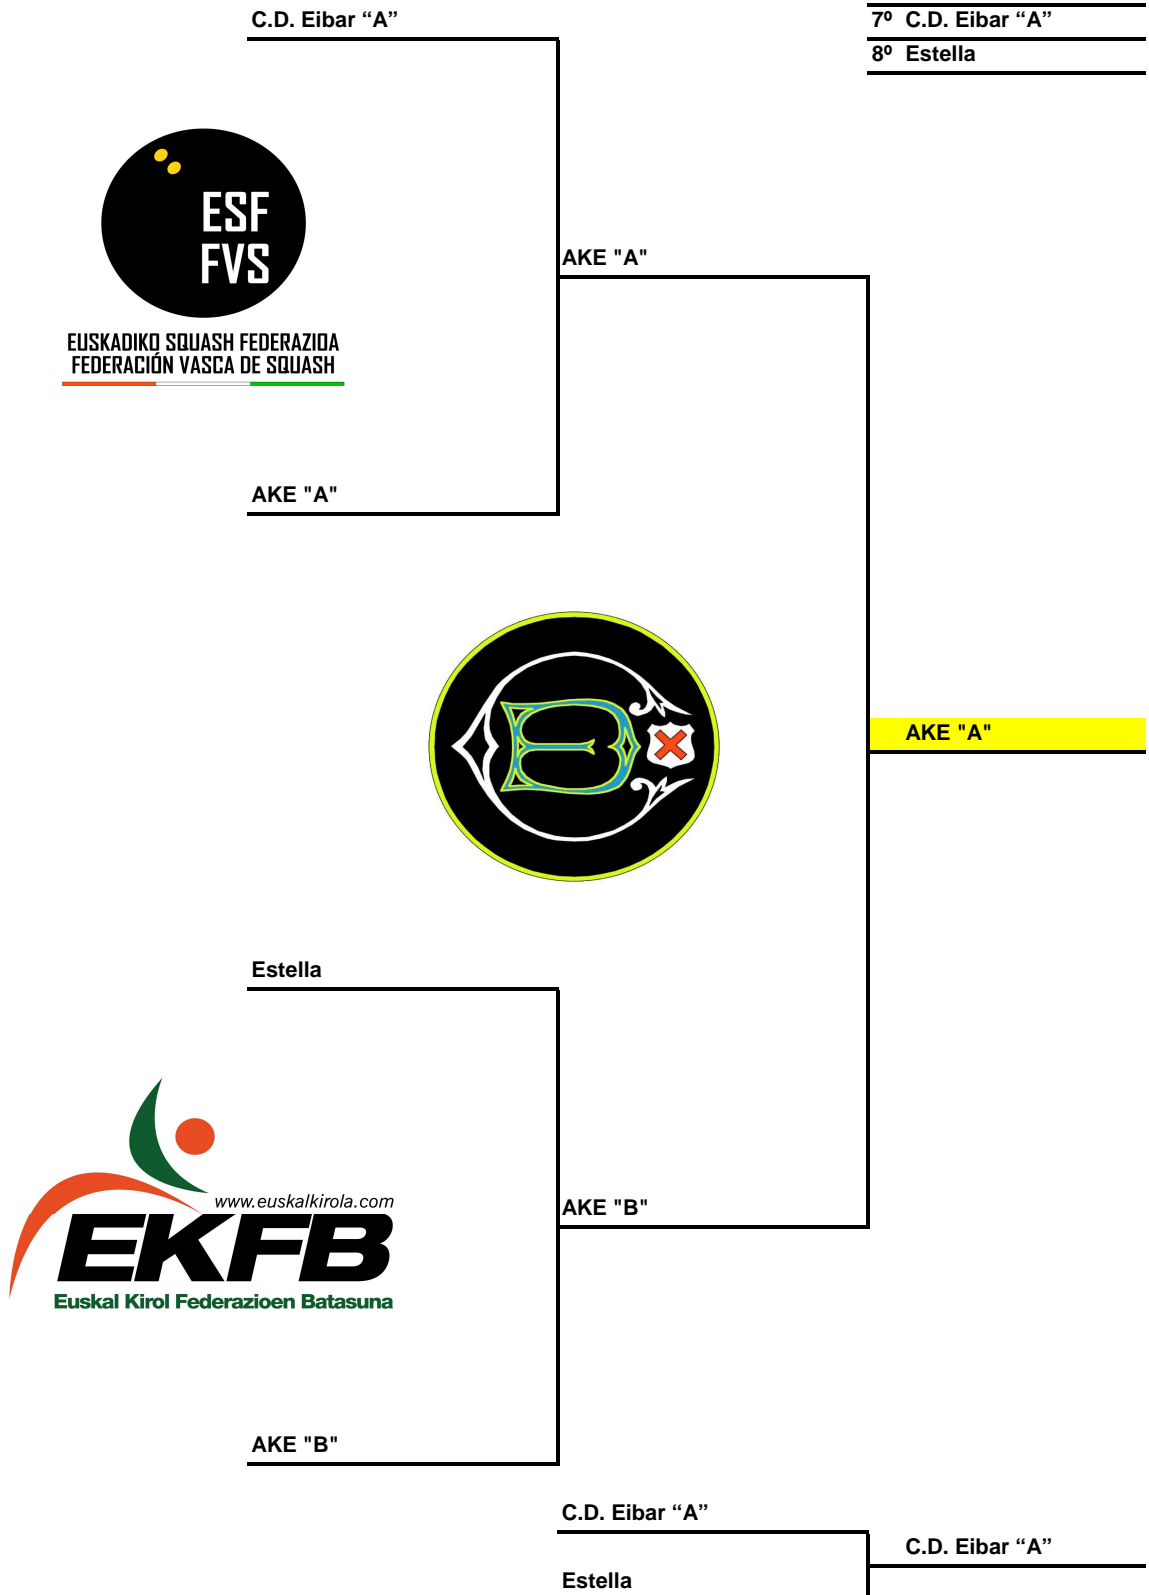 C.D. Eibar “A”
7º C.D. Eibar “A”
8º Estella
ESF
FVS
EUSKADIKO SQUASH FEDERAZIOA
FEDERACIÓN VASCA DE SQUASH
AKE "A"
AKE "A"
AKE "A"
Estella
www.euskalkirola.com
EKFB
Euskal Kirol Federazioen Batasuna
AKE "B"
AKE "B"
C.D. Eibar “A”
C.D. Eibar “A”
Estella